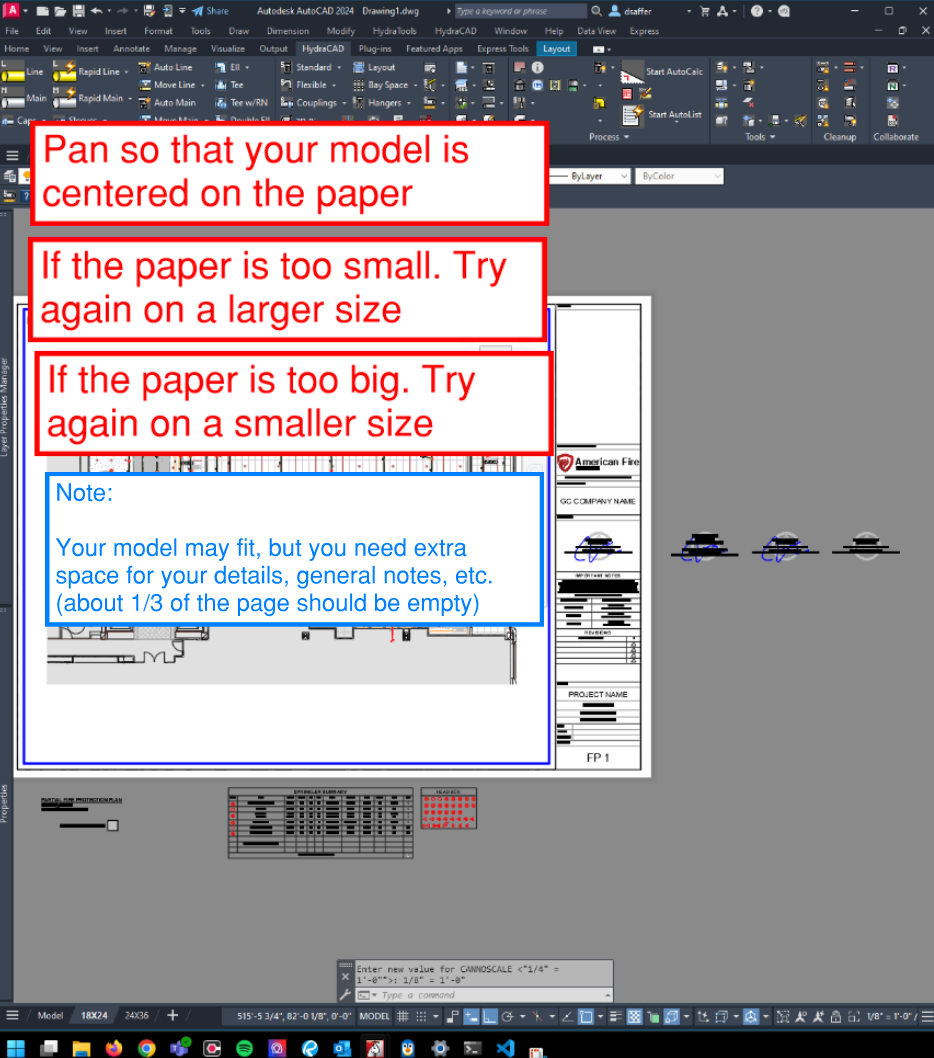 Share
Autodesk AutoCAD 2024 Drawing1.dwg
Type a keyword or phrase
dsaffer
File Edit View Insert Format Tools Draw Dimension Modify HydraTools HydraCAD Window Help Data View Express
Home View Insert Annotate Manage Visualize Output HydraCAD Plug-ins Featured Apps Express Tools Layout
Line Rapid Line Auto Line Ell Standard Layout
Move Line Tee Flexible Bay Space Start AutoCalc
Main Rapid Main Auto Main Tee w/RN Couplings Hangers
Start AutoList
Process Tools Cleanup Collaborate
ByLayer ByColor
Pan so that your model is
centered on the paper
If the paper is too small. Try
again on a larger size
If the paper is too big. Try
again on a smaller size
Note:
Your model may fit, but you need extra
space for your details, general notes, etc.
(about 1/3 of the page should be empty)
Layer Properties Manager
Properties
American Fire
GC COMPANY NAME
IMPORTANT NOTES
REVISIONS
PROJECT NAME
FP 1
PARTIAL FIRE PROTECTION PLAN
SPRINKLER SUMMARY
HEAD BOX
Enter new value for CANNOSCALE <"1/4" =
1'-0"">: 1/8" = 1'-0"
Type a command
Model 18X24 24X36 +
515'-5 3/4", 82'-0 1/8", 0'-0" MODEL
1/8" = 1'-0"